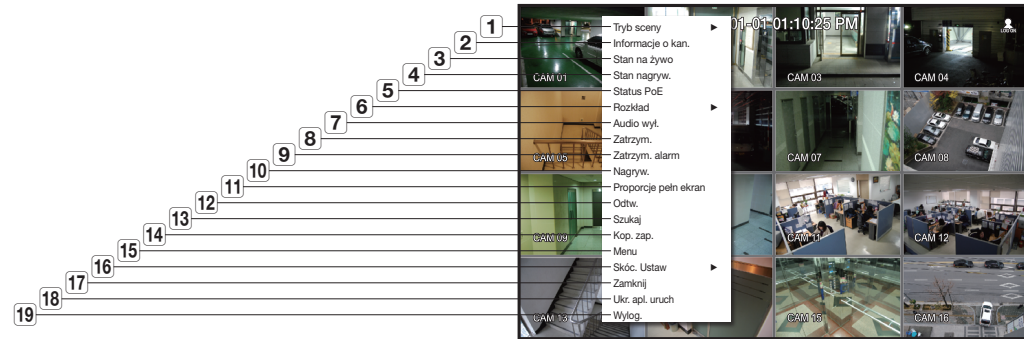 1 Tryb sceny ►
2 Informacje o kan.
3 Stan na żywo
4 Stan nagryw.
5 Status PoE
6 Rozkład ►
7 Audio wył.
8 Zatrzym.
9 Zatrzym. alarm
10 Nagryw.
11 Proporcje pełn ekran
12 Odtw.
13 Szukaj
14 Kop. zap.
15 Menu
16 Skóc. Ustaw ►
17 Zamknij
18 Ukr. apl. uruch
19 Wylog.
01-01 01:10:25 PM
LOG ON
CAM 01
CAM 03
CAM 04
CAM 05
CAM 07
CAM 08
CAM 09
CAM 11
CAM 12
CAM 13
CAM 15
CAM 16